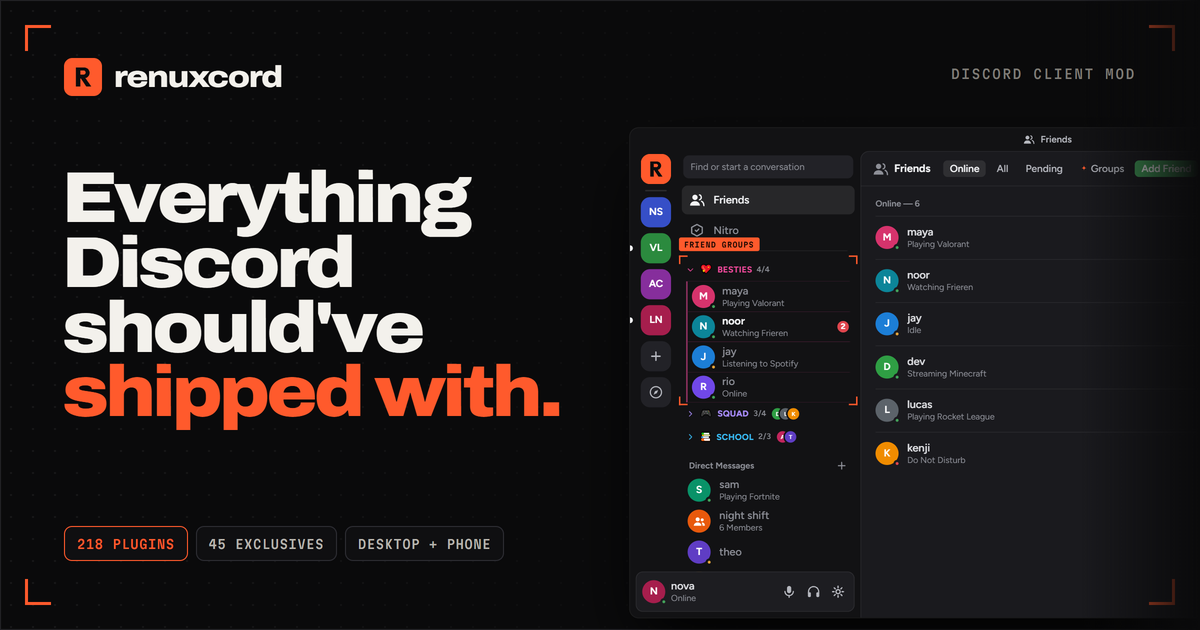 R renuxcord
DISCORD CLIENT MOD
Everything
Discord
should've
shipped with.
218 PLUGINS
45 EXCLUSIVES
DESKTOP + PHONE
Friends
R
NS
VL
AC
LN
Find or start a conversation
Friends
Nitro
FRIEND GROUPS
BESTIES 4/4
M
maya
Playing Valorant
N
noor
Watching Frieren
2
J
jay
Listening to Spotify
R
rio
Online
SQUAD 3/4
K
SCHOOL 2/3
T
Direct Messages
S
sam
Playing Fortnite
night shift
6 Members
T
theo
N
nova
Online
Friends
Online
All
Pending
Groups
Add Friend
Online — 6
M
maya
Playing Valorant
N
noor
Watching Frieren
J
jay
Idle
D
dev
Streaming Minecraft
L
lucas
Playing Rocket League
K
kenji
Do Not Disturb